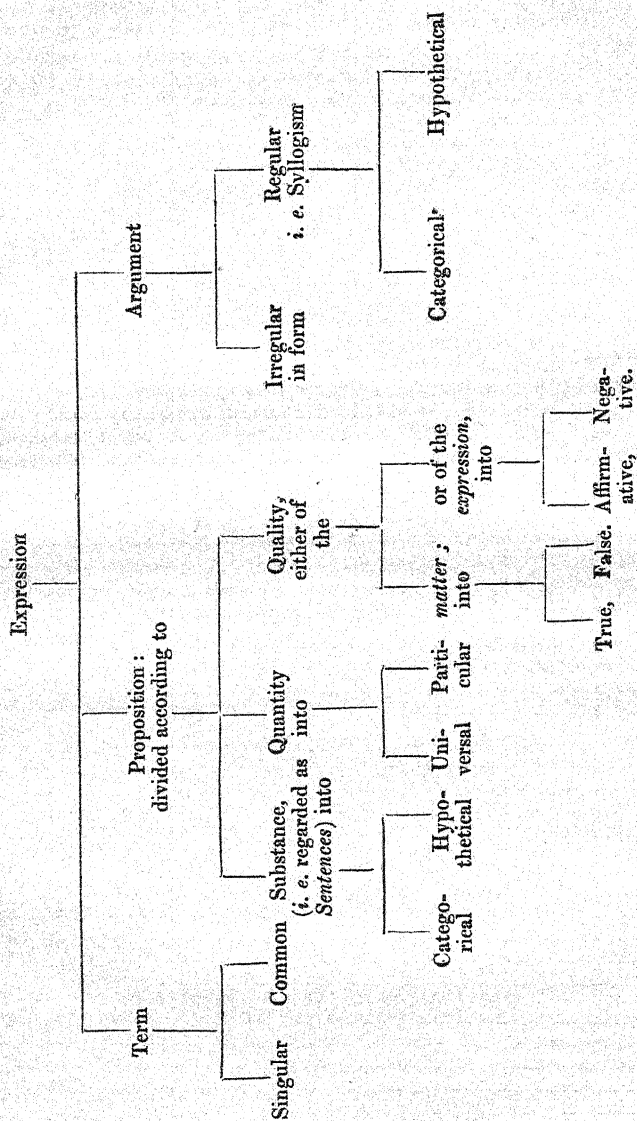 Expression
Term
Proposition :
divided according to
Argument
Singular
Common
Substance,
(i. e. regarded as
Sentences) into
Quantity
into
Quality,
either of
the
Irregular
in form
Regular
i. e. Syllogism
Catego-
rical
Hypo-
thetical
Uni-
versal
Parti-
cular
matter ;
into
or of the
expression,
into
Categorical
Hypothetical
True,
False.
Affirm-
ative,
Nega-
tive.